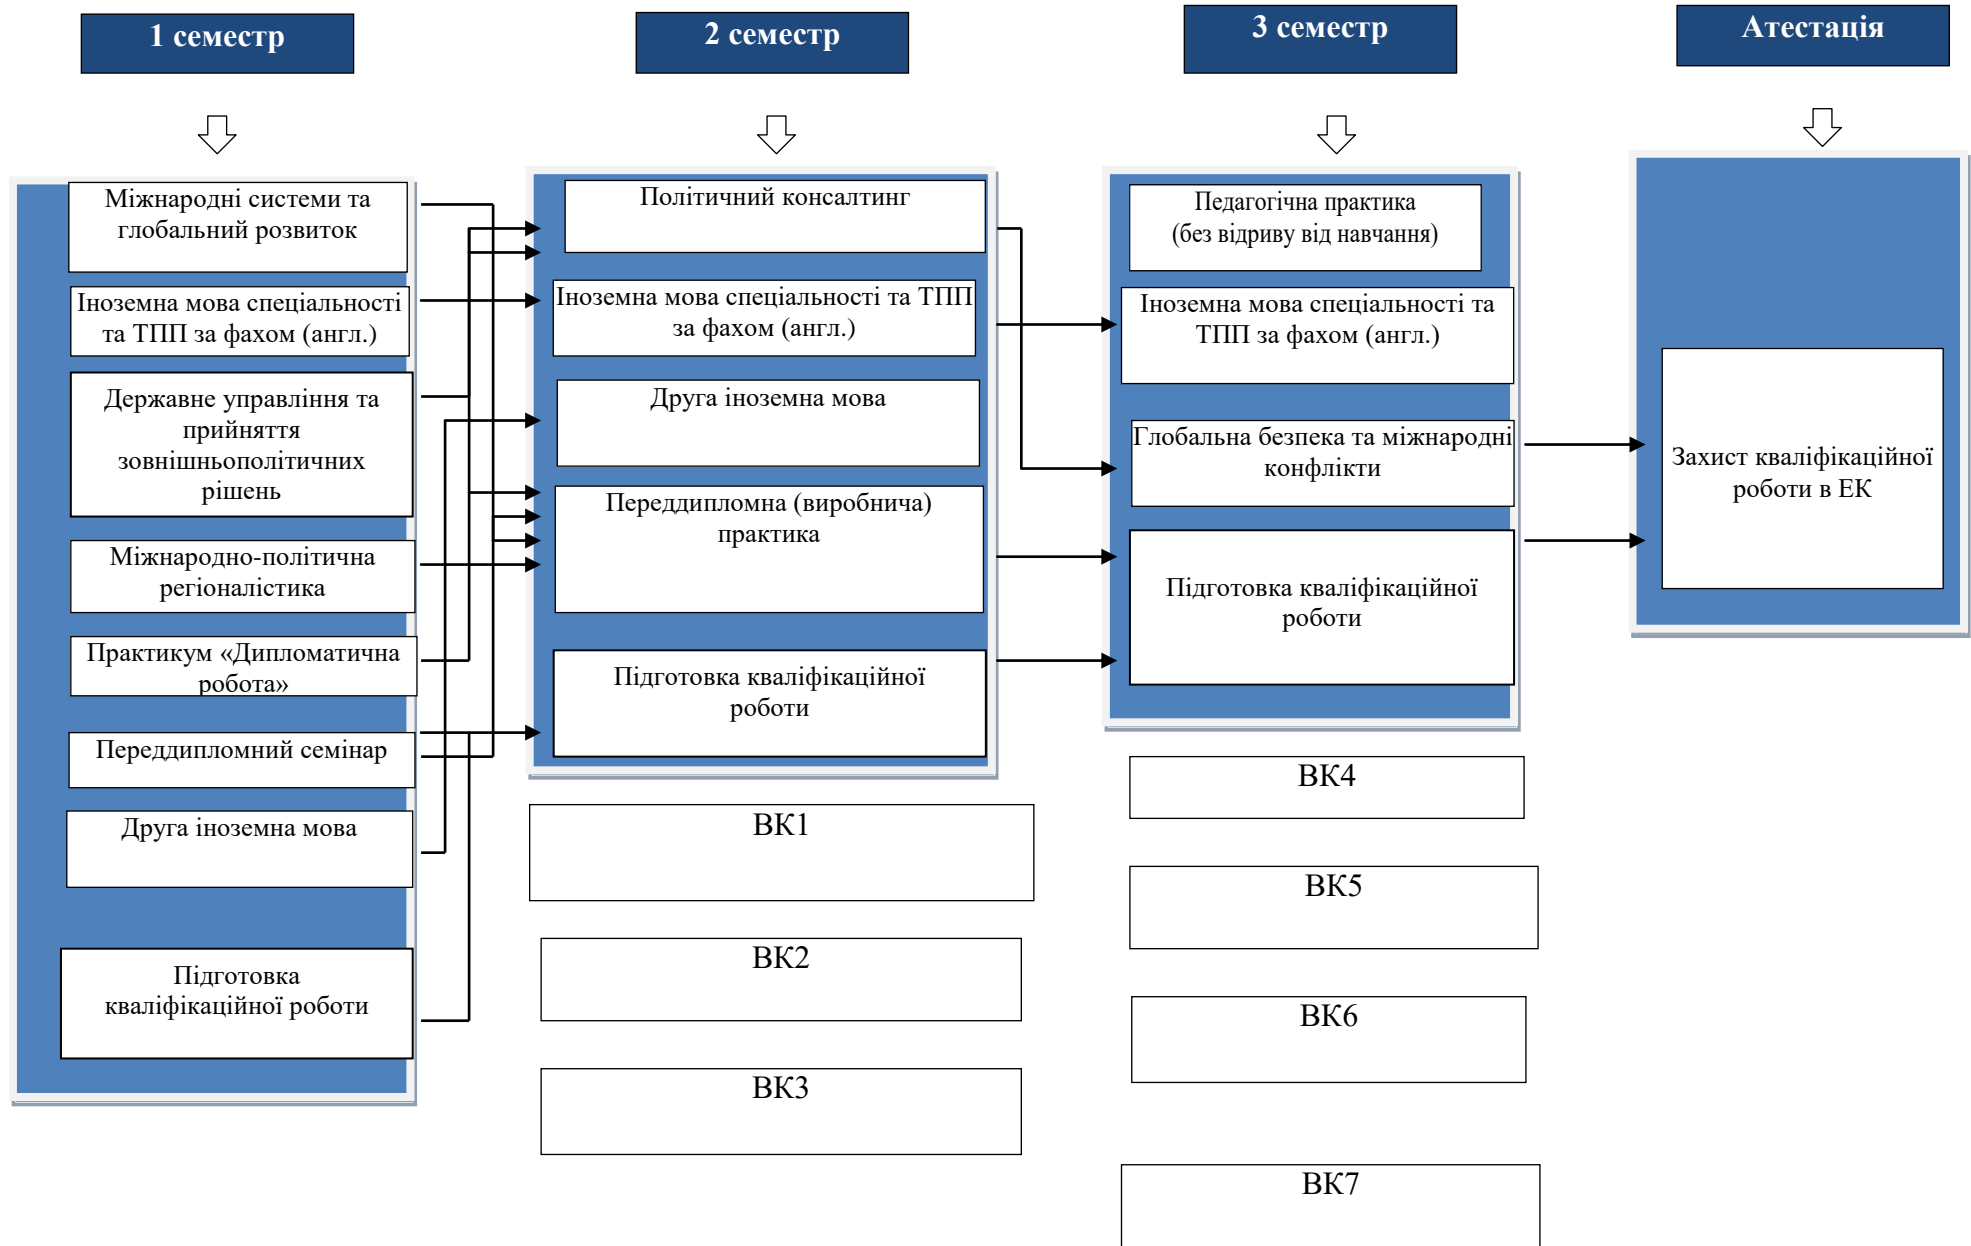 1 семестр
2 семестр
3 семестр
Атестація
Міжнародні системи та
глобальний розвиток
Іноземна мова спеціальності
та ТПП за фахом (англ.)
Державне управління та
прийняття
зовнішньополітичних
рішень
Міжнародно-політична
регіоналістика
Практикум «Дипломатична
робота»
Переддипломний семінар
Друга іноземна мова
Підготовка
кваліфікаційної роботи
Політичний консалтинг
Іноземна мова спеціальності та ТПП
за фахом (англ.)
Друга іноземна мова
Переддипломна (виробнича)
практика
Підготовка кваліфікаційної
роботи
ВК1
ВК2
ВК3
Педагогічна практика
(без відриву від навчання)
Іноземна мова спеціальності та
ТПП за фахом (англ.)
Глобальна безпека та міжнародні
конфлікти
Підготовка кваліфікаційної
роботи
ВК4
ВК5
ВК6
ВК7
Захист кваліфікаційної
роботи в ЕК